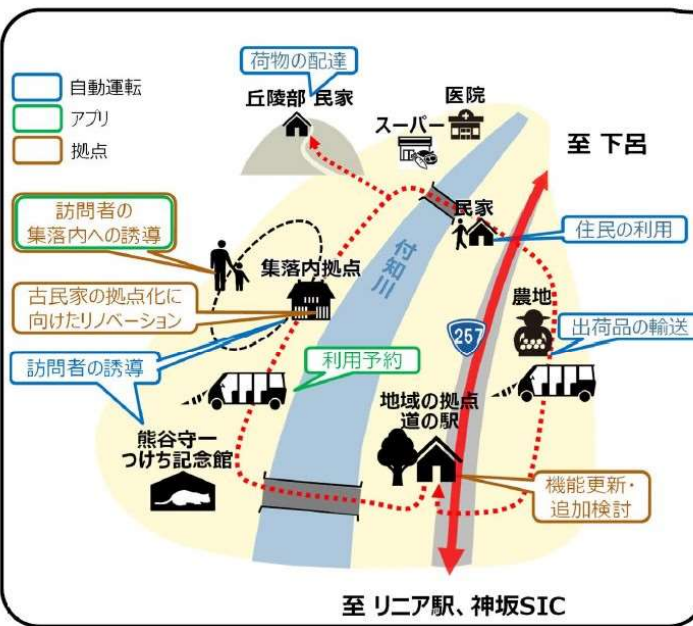 自動運転
アプリ
拠点
荷物の配達
丘陵部 民家
医院
スーパー
至 下呂
民家
住民の利用
訪問者の
集落内への誘導
集落内拠点
付知川
農地
古民家の拠点化に
向けたリノベーション
257
出荷品の輸送
訪問者の誘導
利用予約
地域の拠点
道の駅
熊谷守一
つけち記念館
機能更新・
追加検討
至 リニア駅、神坂SIC